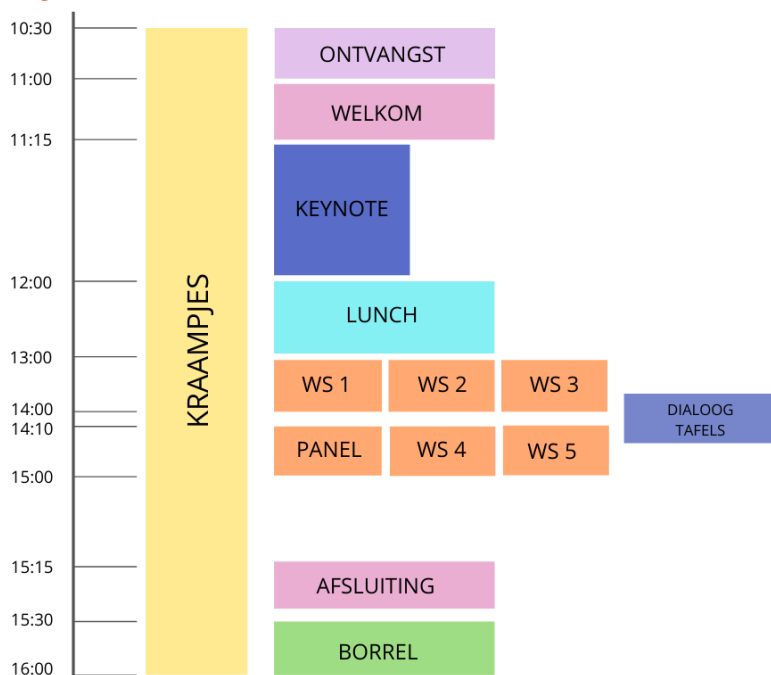 10:30
ONTVANGST
11:00
WELKOM
11:15
KEYNOTE
KRAAMPJES
12:00
LUNCH
13:00
WS 1
WS 2
WS 3
14:00
DIALOOG
TAFELS
14:10
PANEL
WS 4
WS 5
15:00
15:15
AFSLUITING
15:30
BORREL
16:00